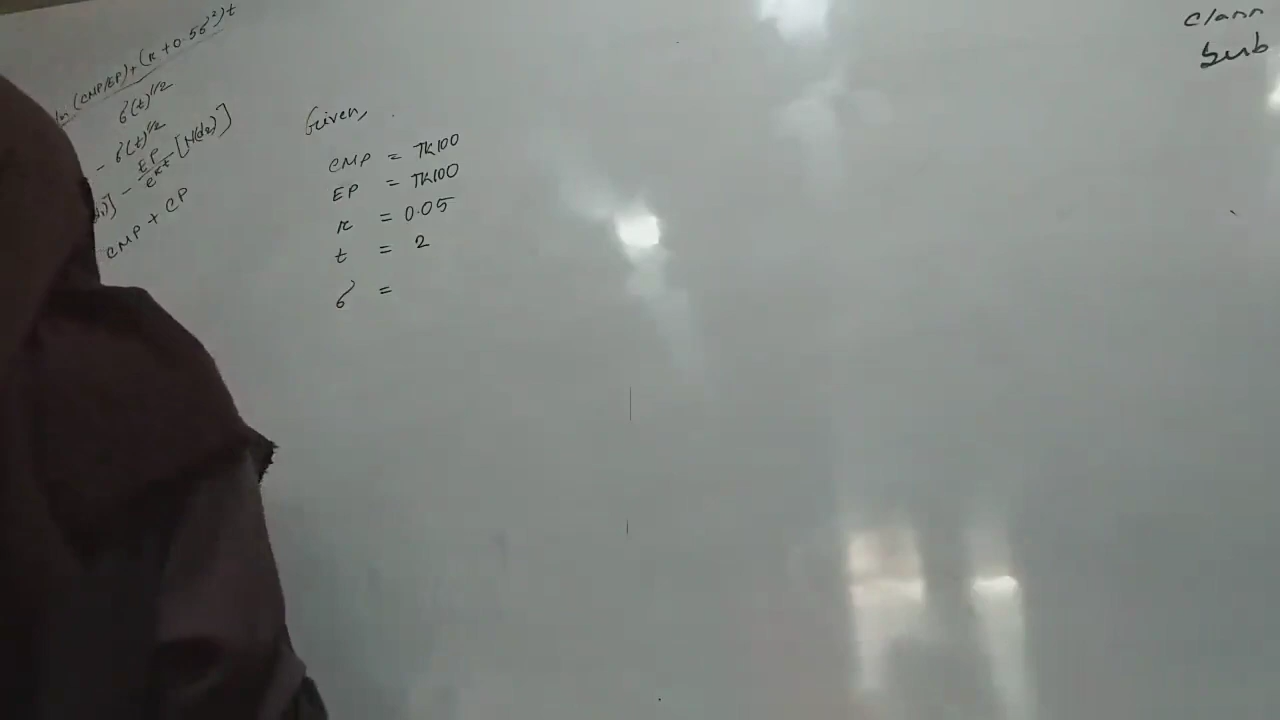 ln (CMP/EP) + (r + 0.5σ²) t
σ(t)^1/2
- σ(t)^1/2
)] - EP/e^rt [N(d2)]
CMP + CP
Given,
CMP = TK100
EP = TK100
r = 0.05
t = 2
σ =
Class
Sub